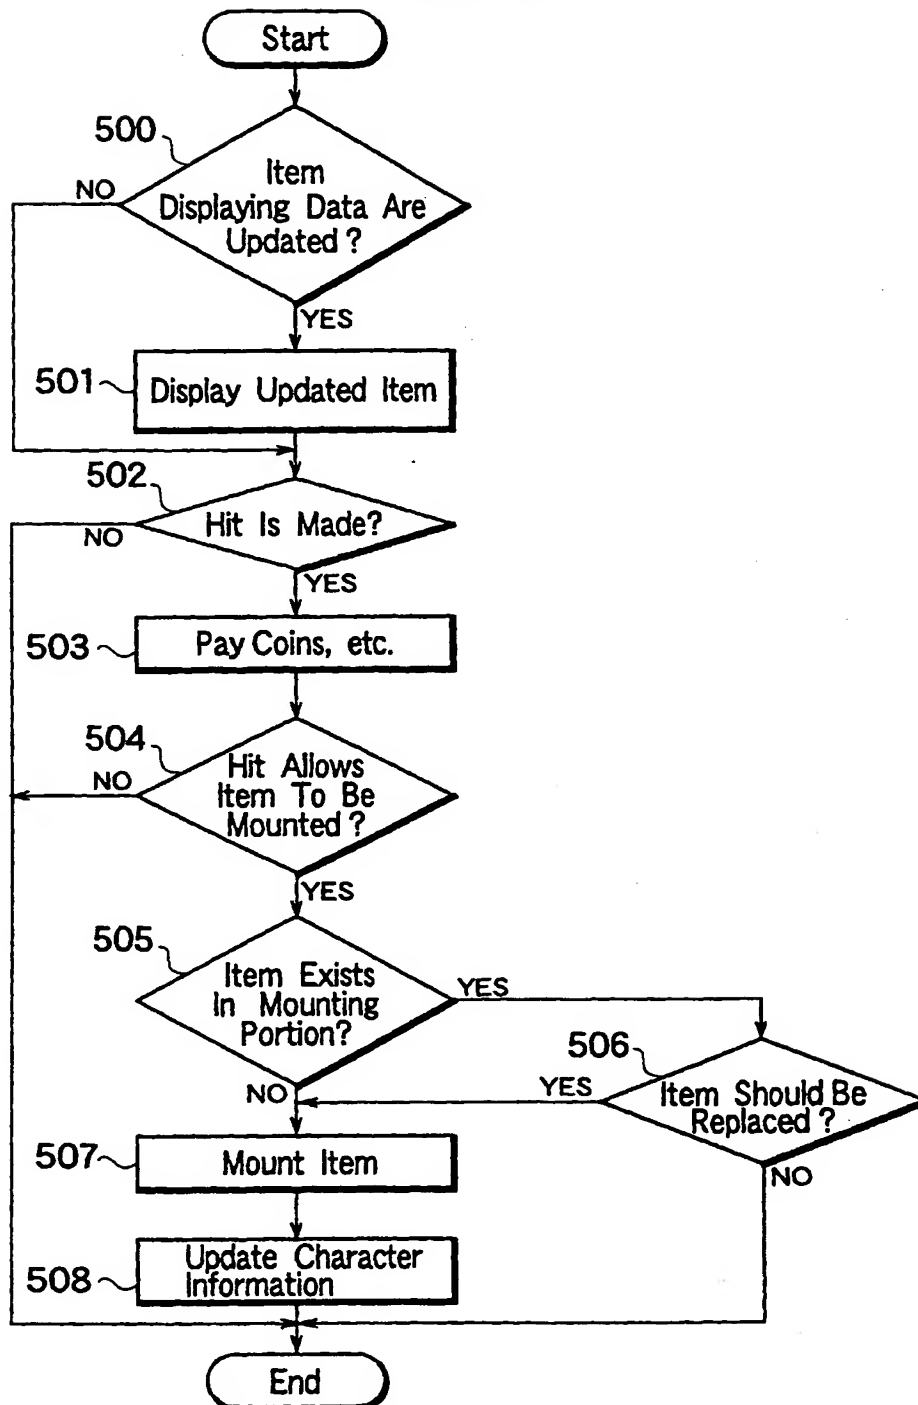 Start
500
Item
Displaying Data Are
Updated ?
NO
YES
501
Display Updated Item
502
Hit Is Made?
NO
YES
503
Pay Coins, etc.
504
Hit Allows
Item To Be
Mounted ?
NO
YES
505
Item Exists
In Mounting
Portion?
YES
506
Item Should Be
Replaced ?
YES
NO
NO
507
Mount Item
508
Update Character
Information
End